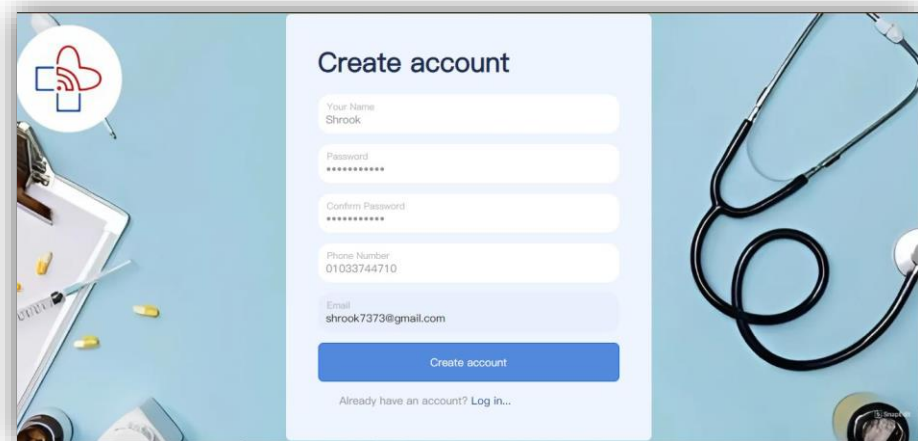 Create account
Your Name
Shrook
Password
•••••••••••
Confirm Password
•••••••••••
Phone Number
01033744710
Email
shrook7373@gmail.com
Create account
Already have an account? Log in...